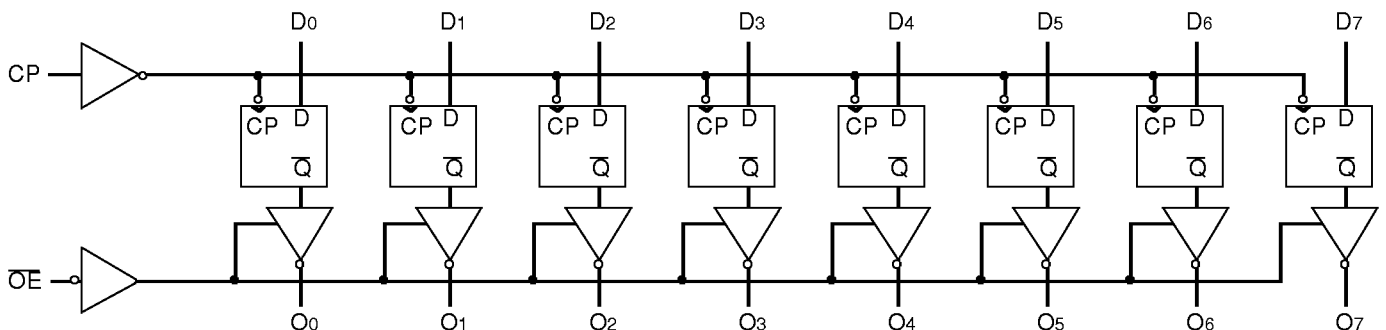 D0 D1 D2 D3 D4 D5 D6 D7
CP
CP D CP D CP D CP D CP D CP D CP D CP D
Q̅ Q̅ Q̅ Q̅ Q̅ Q̅ Q̅ Q̅
O̅E̅
O0 O1 O2 O3 O4 O5 O6 O7